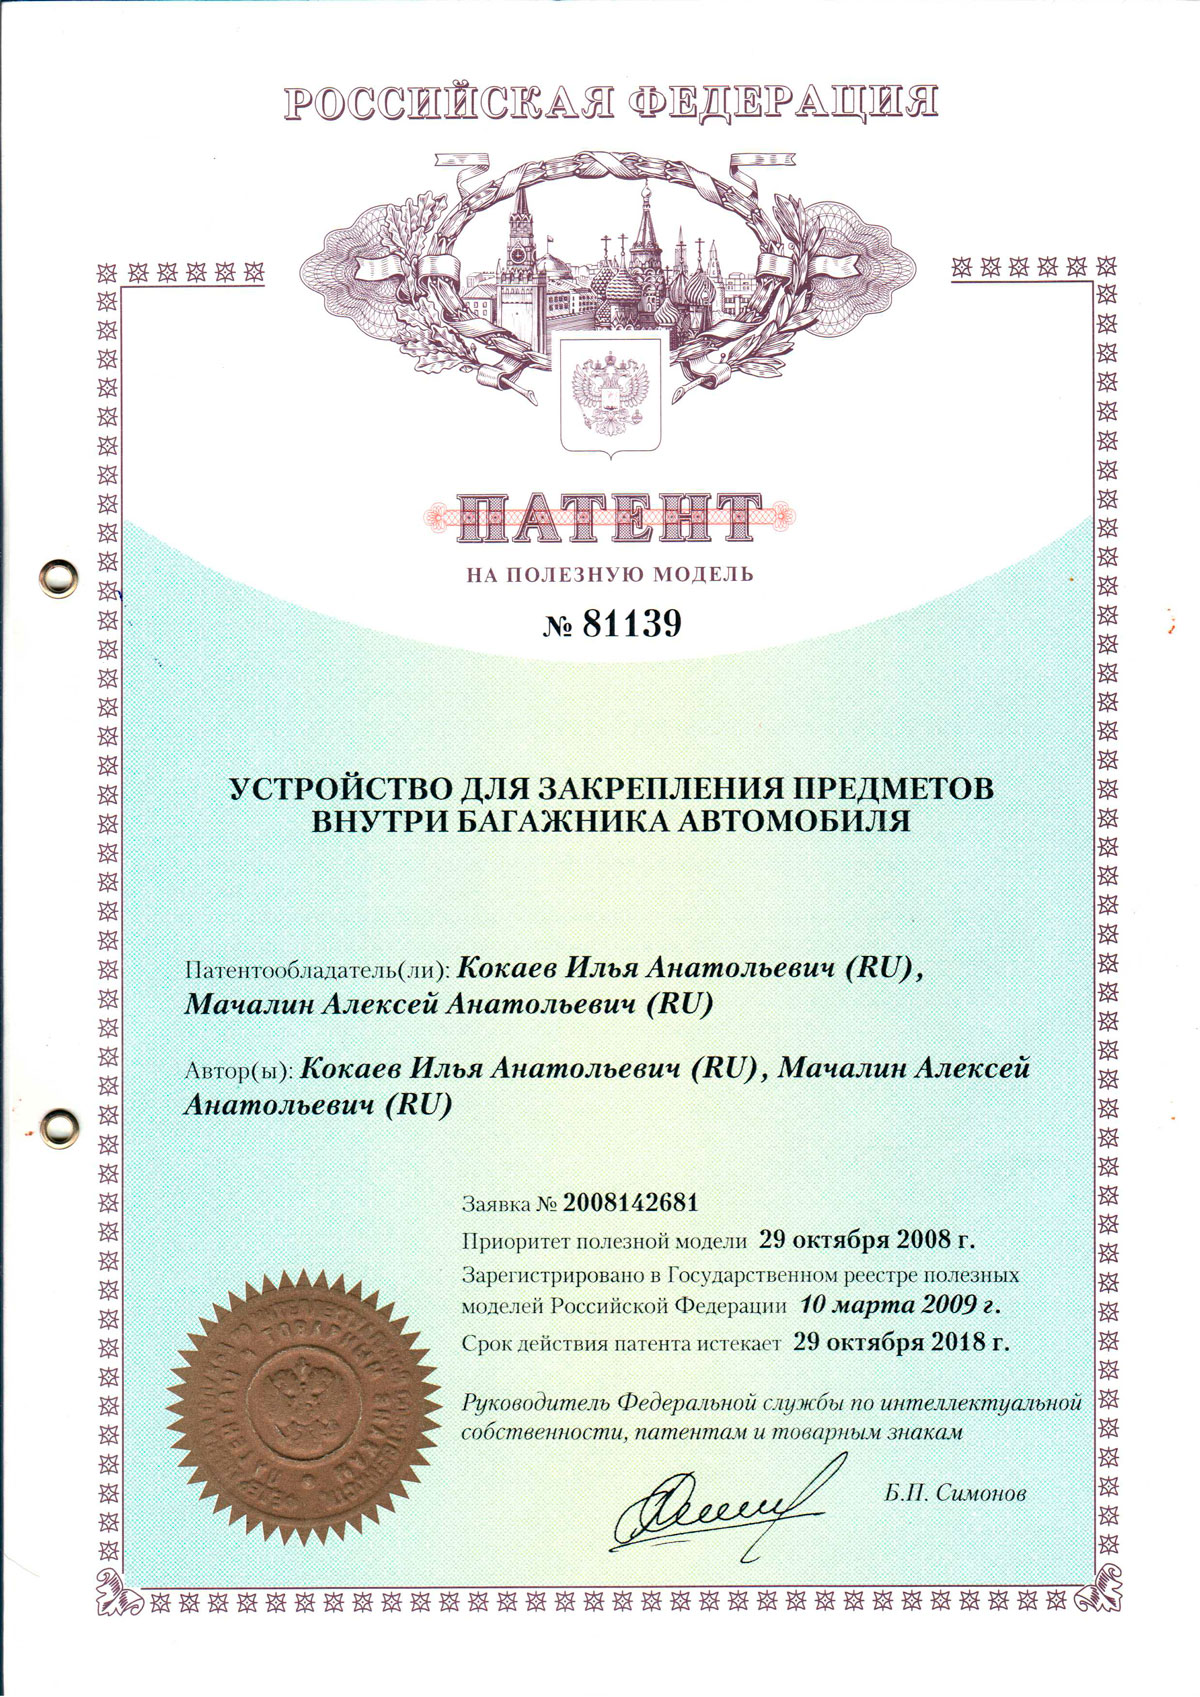 РОССИЙСКАЯ ФЕДЕРАЦИЯ
ПАТЕНТ
НА ПОЛЕЗНУЮ МОДЕЛЬ
№ 81139
УСТРОЙСТВО ДЛЯ ЗАКРЕПЛЕНИЯ ПРЕДМЕТОВ
ВНУТРИ БАГАЖНИКА АВТОМОБИЛЯ
Патентообладатель(ли): Кокаев Илья Анатольевич (RU),
Мачалин Алексей Анатольевич (RU)
Автор(ы): Кокаев Илья Анатольевич (RU), Мачалин Алексей
Анатольевич (RU)
Заявка № 2008142681
Приоритет полезной модели 29 октября 2008 г.
Зарегистрировано в Государственном реестре полезных
моделей Российской Федерации 10 марта 2009 г.
Срок действия патента истекает 29 октября 2018 г.
Руководитель Федеральной службы по интеллектуальной
собственности, патентам и товарным знакам
Б.П. Симонов